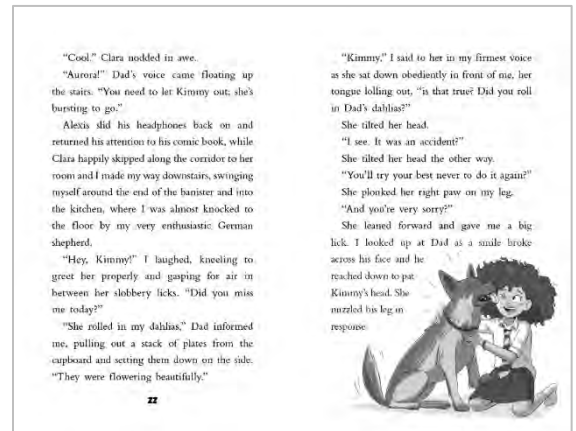 “Cool.” Clara nodded in awe.
“Aurora!” Dad’s voice came floating up
the stairs. “You need to let Kimmy out; she’s
bursting to go.”
Alexis slid his headphones back on and
returned his attention to his comic book, while
Clara happily skipped along the corridor to her
room and I made my way downstairs, swinging
myself around the end of the banister and into
the kitchen, where I was almost knocked to
the floor by my very enthusiastic German
shepherd.
“Hey, Kimmy!” I laughed, kneeling to
greet her properly and gasping for air in
between her slobbery licks. “Did you miss
me today?”
“She rolled in my dahlias,” Dad informed
me, pulling out a stack of plates from the
cupboard and setting them down on the side.
“They were flowering beautifully.”
22
“Kimmy,” I said to her in my firmest voice
as she sat down obediently in front of me, her
tongue lolling out, “is that true? Did you roll
in Dad’s dahlias?”
She tilted her head.
“I see. It was an accident?”
She tilted her head the other way.
“You’ll try your best never to do it again?”
She plonked her right paw on my leg.
“And you’re very sorry?”
She leaned forward and gave me a big
lick. I looked up at Dad as a smile broke
across his face and he
reached down to pat
Kimmy’s head. She
nuzzled his leg in
response.